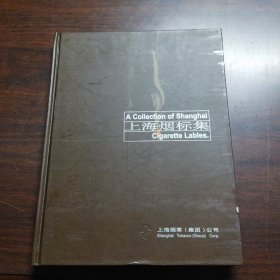 A Collection of Shanghai
上海烟标集
Cigarette Lables.
上海烟草（集团）公司
Shanghai Tobacco (Group) Corp.